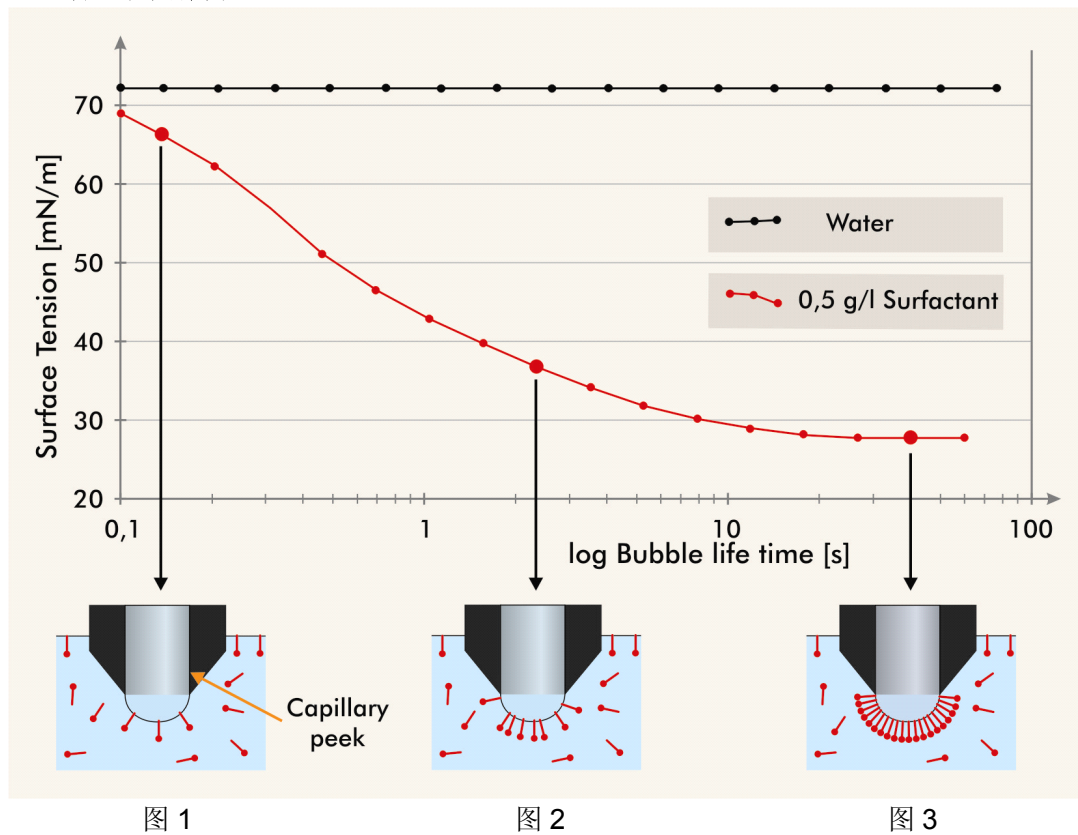 70
60
50
40
30
20
Surface Tension [mN/m]
Water
0,5 g/l Surfactant
0,1
1
10
100
log Bubble life time [s]
Capillary
peek
图 1
图 2
图 3